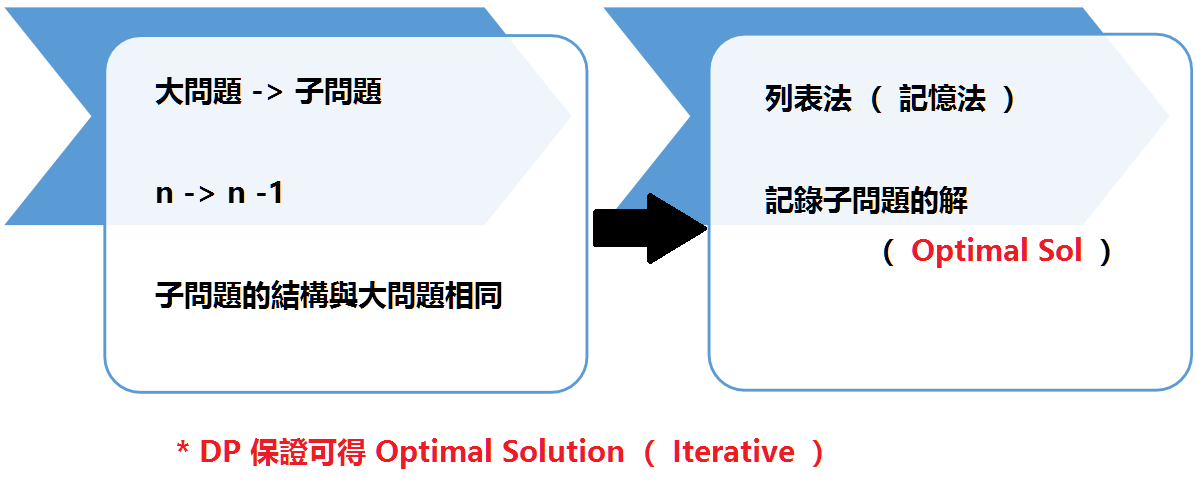 大問題 -> 子問題
n -> n -1
子問題的結構與大問題相同
列表法 （ 記憶法 ）
記錄子問題的解
（ Optimal Sol ）
* DP 保證可得 Optimal Solution （ Iterative ）